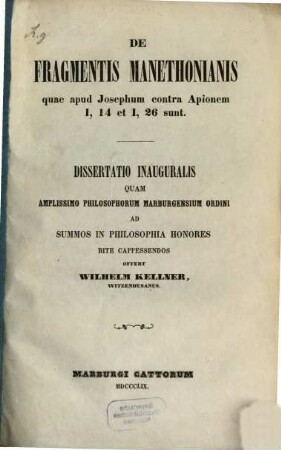 DE
FRAGMENTIS MANETHONIANIS
quae apud Josephum contra Apionem
I, 14 et I, 26 sunt.
DISSERTATIO INAUGURALIS
QUAM
AMPLISSIMO PHILOSOPHORUM MARBURGENSIUM ORDINI
AD
SUMMOS IN PHILOSOPHIA HONORES
RITE CAPPESSENDOS
OFFERT
WILHELM KELLNER,
WITZENHUSANUS.
MARBURGI CATTORUM
MDCCCLIX.